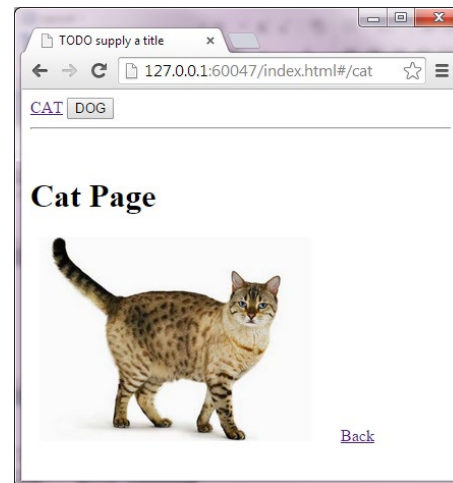 TODO supply a title
127.0.0.1:60047/index.html#/cat
CAT DOG
Cat Page
Back